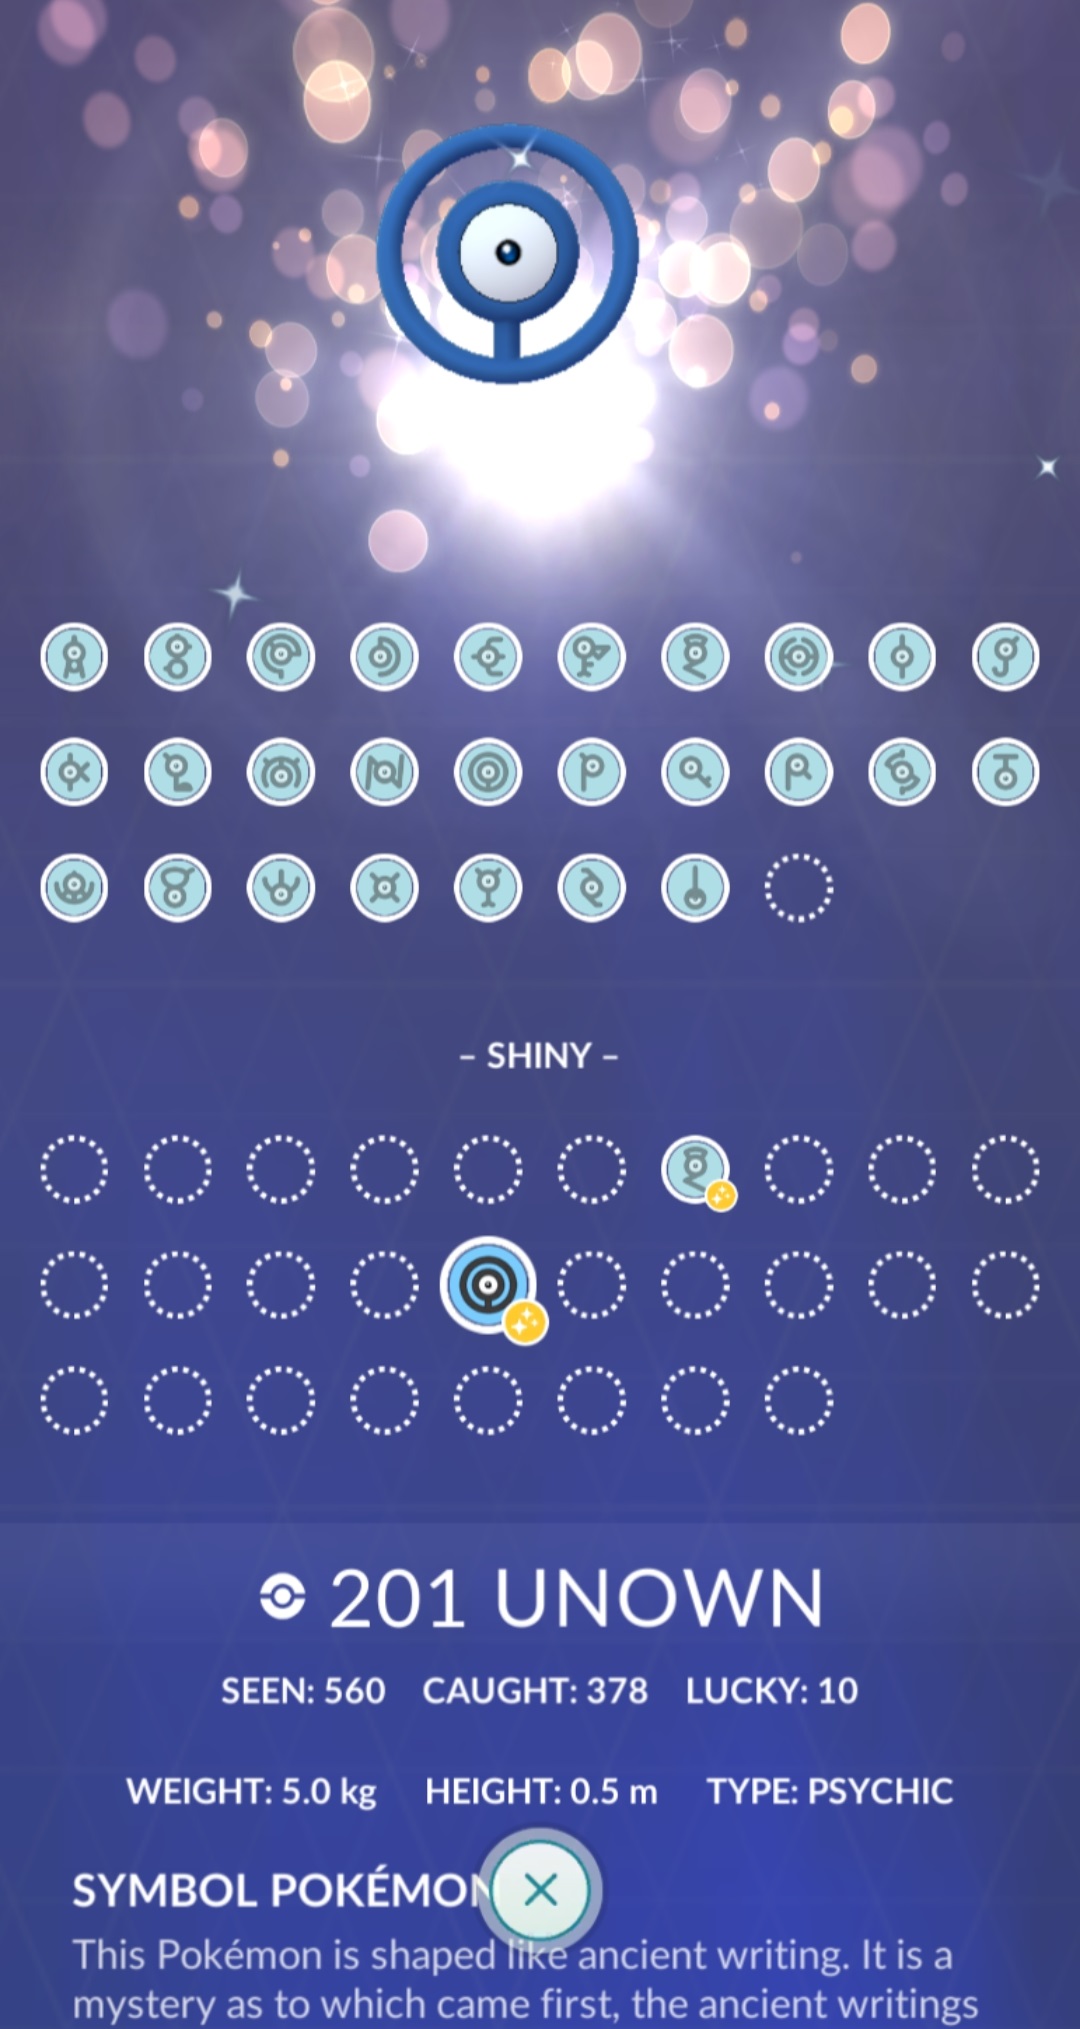 – SHINY –
201 UNOWN
SEEN: 560 CAUGHT: 378 LUCKY: 10
WEIGHT: 5.0 kg HEIGHT: 0.5 m TYPE: PSYCHIC
SYMBOL POKÉMON
This Pokémon is shaped like ancient writing. It is a
mystery as to which came first, the ancient writings